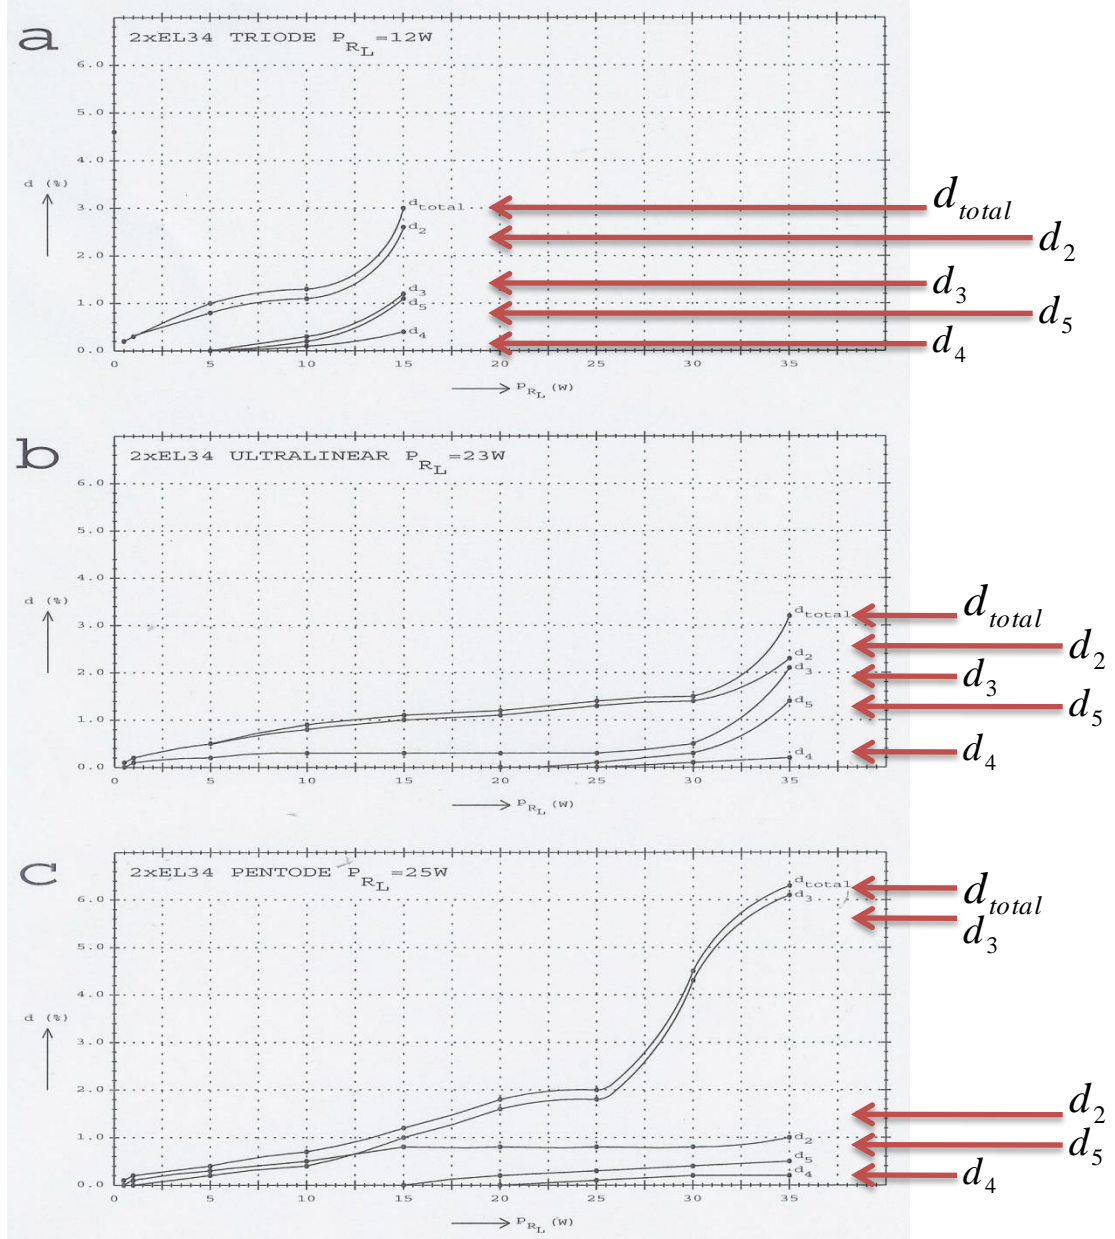 a
2xEL34 TRIODE P_RL=12W
6.0
5.0
4.0
d (%)
3.0
2.0
1.0
0.0
d_total
d_2
d_3
d_5
d_4
0 5 10 15 20 25 30 35
P_RL (W)
d_total
d_2
d_3
d_5
d_4
b
2xEL34 ULTRALINEAR P_RL=23W
6.0
5.0
4.0
d (%)
3.0
2.0
1.0
0.0
d_total
d_2
d_3
d_5
d_4
0 5 10 15 20 25 30 35
P_RL (W)
d_total
d_2
d_3
d_5
d_4
c
2xEL34 PENTODE P_RL=25W
6.0
5.0
4.0
d (%)
3.0
2.0
1.0
0.0
d_total
d_3
d_2
d_5
d_4
0 5 10 15 20 25 30 35
P_RL (W)
d_total
d_3
d_2
d_5
d_4